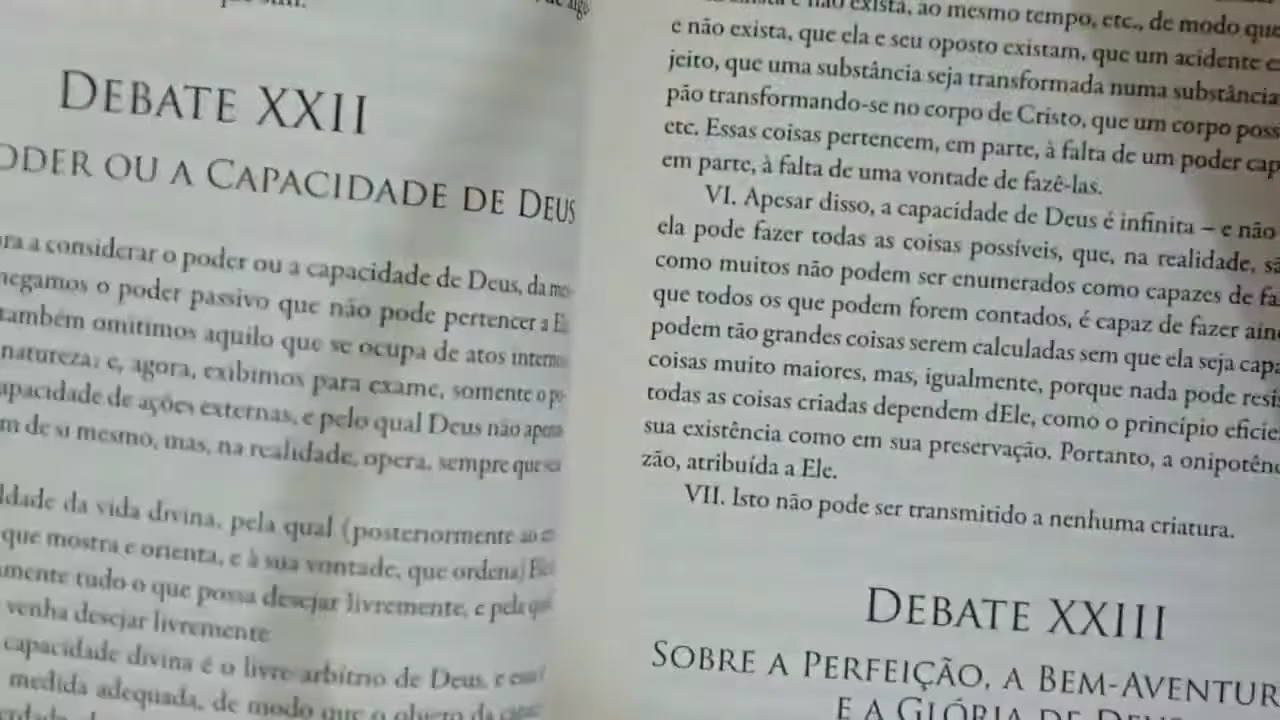 DEBATE XXII
ODER OU A CAPACIDADE DE DEUS
a considerar o poder ou a capacidade de Deus, da mo-
negamos o poder passivo que não pode pertencer a
também omitimos aquilo que se ocupa de atos internos
natureza; e, agora, exibimos para exame, somente o po-
apacidade de ações externas, e pelo qual Deus não apenas
de si mesmo, mas, na realidade, opera, sempre que
da vida divina, pela qual (posteriormente ao
que mostra e orienta, e à sua vontade, que ordena)
mente tudo o que possa desejar livremente, e pela qual
venha desejar livremente
capacidade divina é o livre-arbítrio de Deus, e
medida adequada, de modo que o objeto da
e não exista, ao mesmo tempo, etc., de modo que
e não exista, que ela e seu oposto existam, que um acidente
jeito, que uma substância seja transformada numa substância
pão transformando-se no corpo de Cristo, que um corpo
etc. Essas coisas pertencem, em parte, à falta de um poder
em parte, à falta de uma vontade de fazê-las.
VI. Apesar disso, a capacidade de Deus é infinita – e não
ela pode fazer todas as coisas possíveis, que, na realidade,
como muitos não podem ser enumerados como capazes de
que todos os que podem forem contados, é capaz de fazer
podem tão grandes coisas serem calculadas sem que ela seja
coisas muito maiores, mas, igualmente, porque nada pode
todas as coisas criadas dependem dEle, como o princípio
sua existência como em sua preservação. Portanto, a
zão, atribuída a Ele.
VII. Isto não pode ser transmitido a nenhuma criatura.
DEBATE XXIII
SOBRE A PERFEIÇÃO, A BEM-AVENTUR
E A GLÓRIA DE DEUS